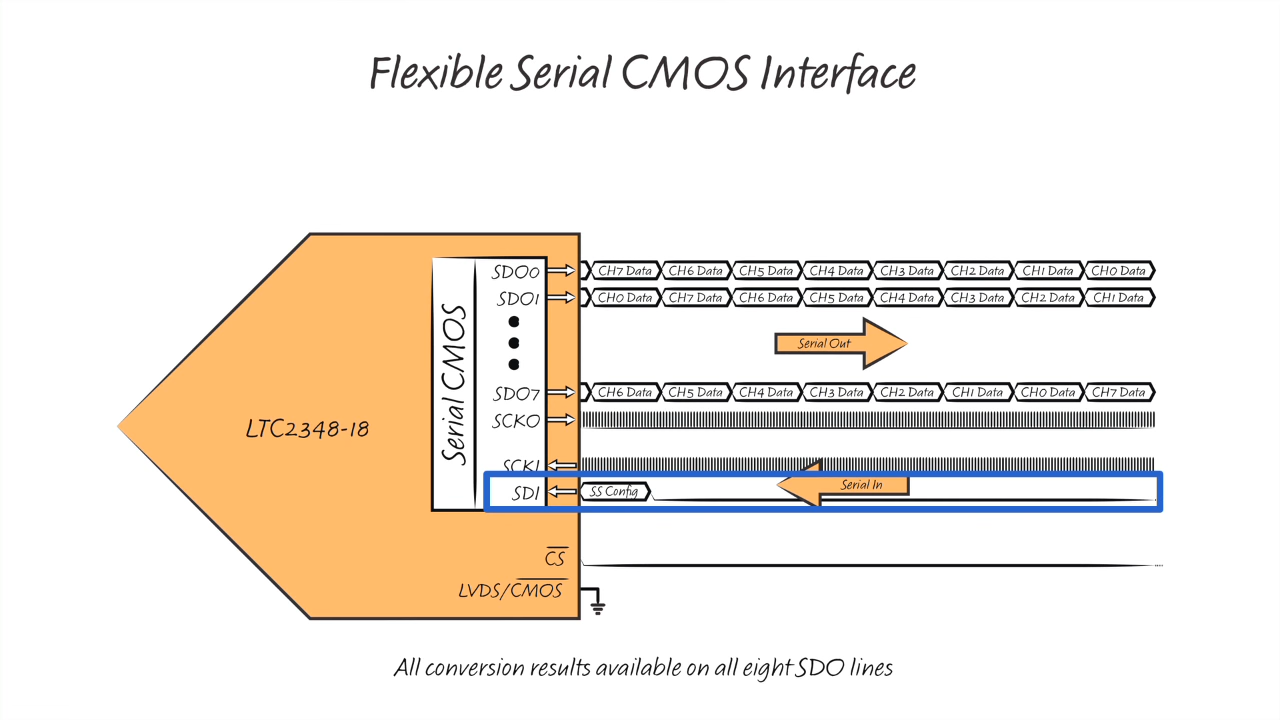 Flexible Serial CMOS Interface
SDO0 CH7 Data CH6 Data CH5 Data CH4 Data CH3 Data CH2 Data CH1 Data CH0 Data
SDO1 CH0 Data CH7 Data CH6 Data CH5 Data CH4 Data CH3 Data CH2 Data CH1 Data
Serial Out
Serial CMOS
SDO7 CH6 Data CH5 Data CH4 Data CH3 Data CH2 Data CH1 Data CH0 Data CH7 Data
LTC2348-18
SCKO
SCKI
SDI SS Config Serial In
CS
LVDS/CMOS
All conversion results available on all eight SDO lines